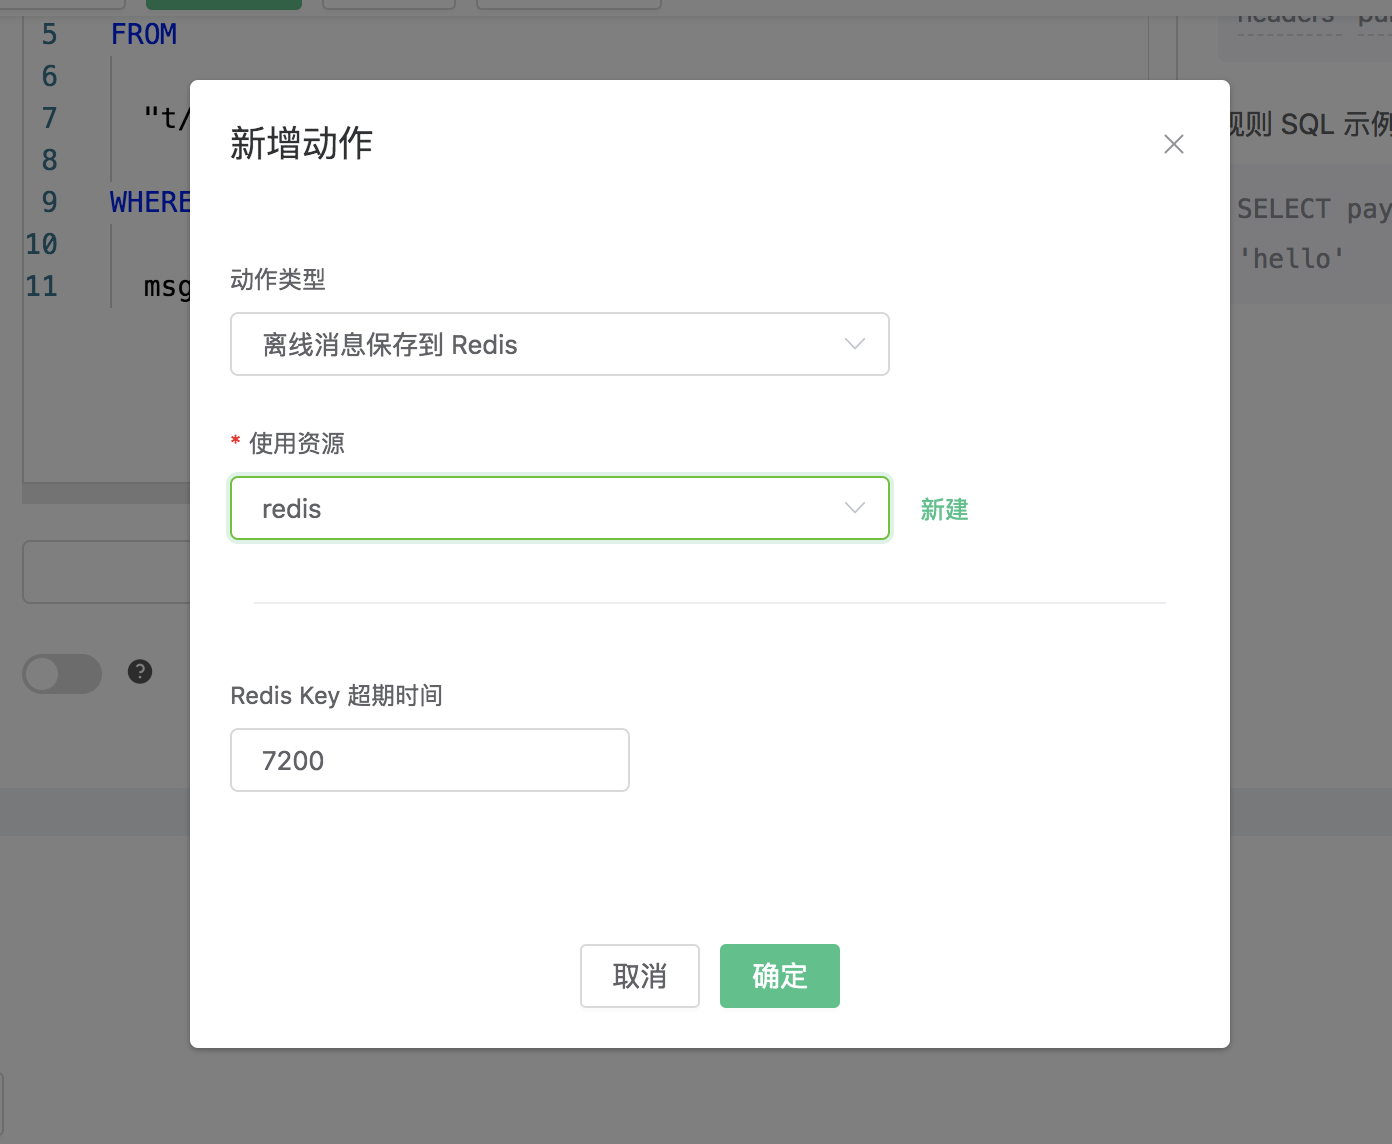 5 FROM
6
7 "t/
8
9 WHERE
10
11 msg
headers
规则 SQL 示例
SELECT pay
'hello'
新增动作
动作类型
离线消息保存到 Redis
* 使用资源
redis
新建
?
Redis Key 超期时间
7200
取消 确定